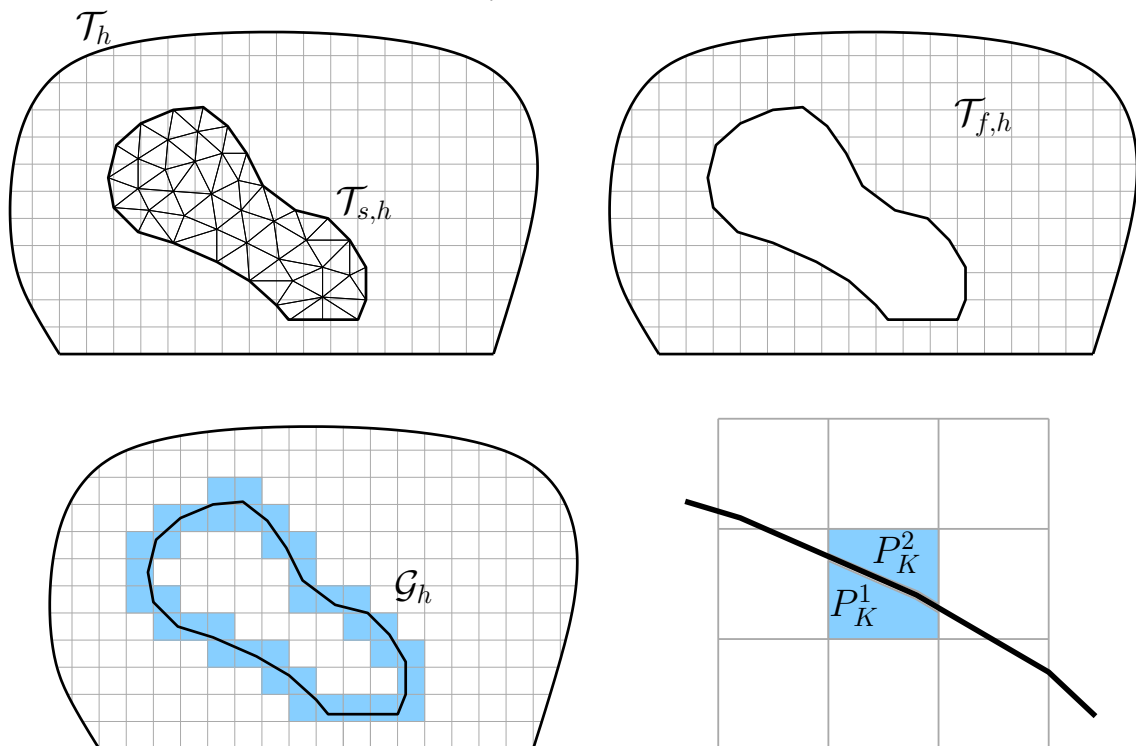 𝒯_h
𝒯_{s,h}
𝒯_{f,h}
𝒢_h
P_K^2
P_K^1